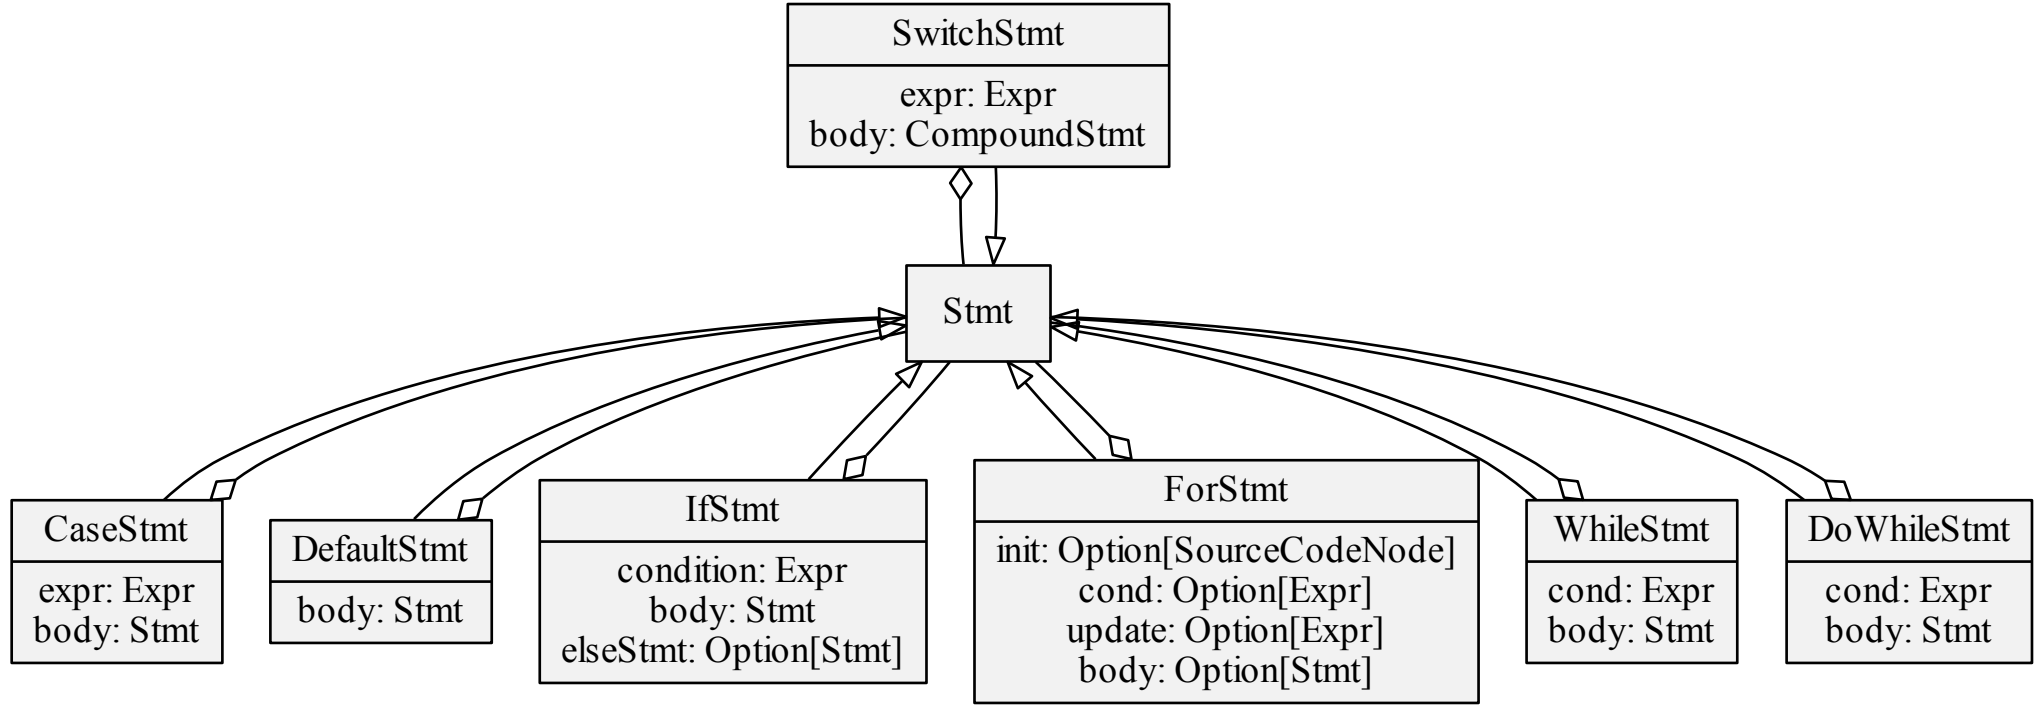 SwitchStmt
expr: Expr
body: CompoundStmt
Stmt
CaseStmt
expr: Expr
body: Stmt
DefaultStmt
body: Stmt
IfStmt
condition: Expr
body: Stmt
elseStmt: Option[Stmt]
ForStmt
init: Option[SourceCodeNode]
cond: Option[Expr]
update: Option[Expr]
body: Option[Stmt]
WhileStmt
cond: Expr
body: Stmt
DoWhileStmt
cond: Expr
body: Stmt